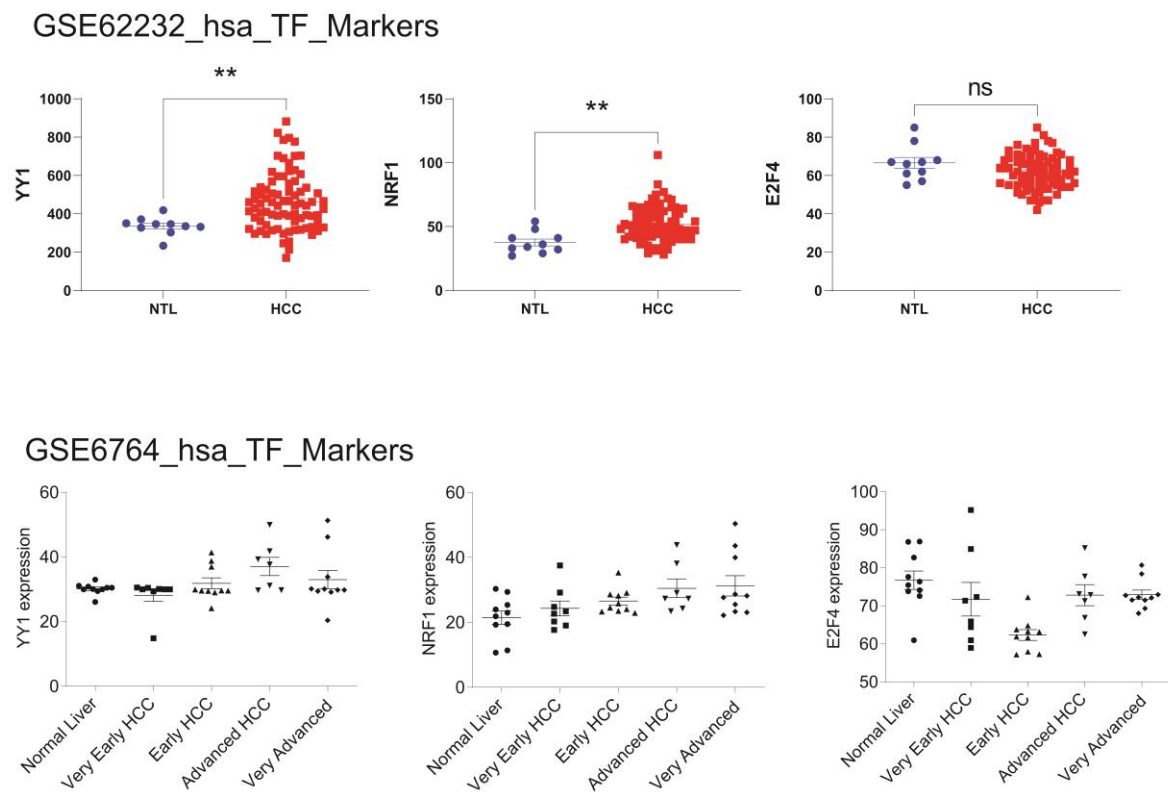 GSE62232_hsa_TF_Markers
**
1000
800
600
400
200
0
YY1
NTL
HCC
**
150
100
50
0
NRF1
NTL
HCC
ns
100
80
60
40
20
0
E2F4
NTL
HCC
GSE6764_hsa_TF_Markers
60
40
20
0
YY1 expression
Normal Liver
Very Early HCC
Early HCC
Advanced HCC
Very Advanced
60
40
20
0
NRF1 expression
Normal Liver
Very Early HCC
Early HCC
Advanced HCC
Very Advanced
100
90
80
70
60
50
E2F4 expression
Normal Liver
Very Early HCC
Early HCC
Advanced HCC
Very Advanced